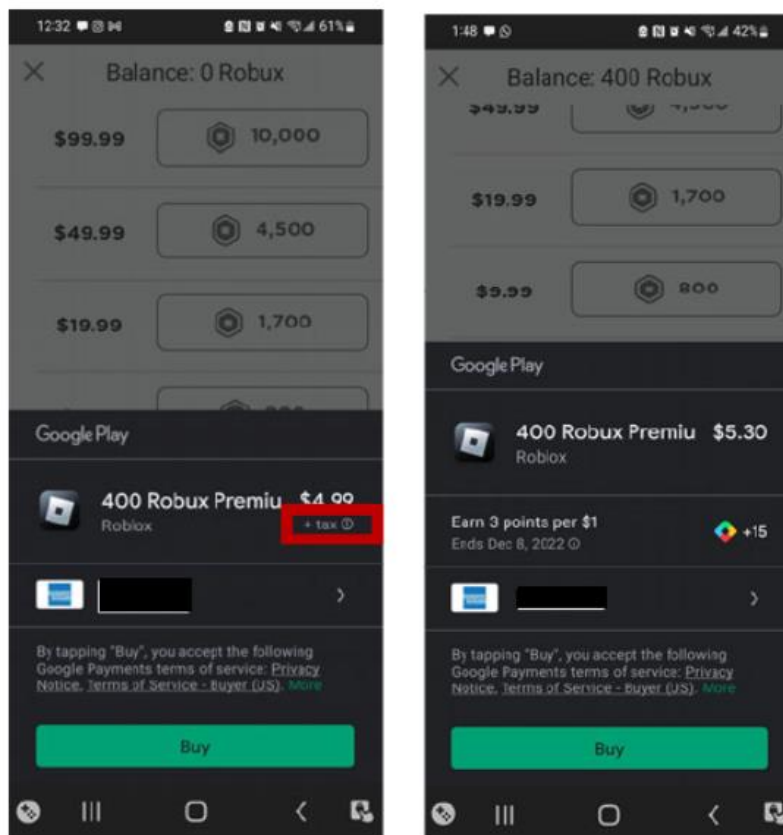 12:32
61%
Balance: 0 Robux
$99.99
10,000
$49.99
4,500
$19.99
1,700
Google Play
400 Robux Premiu
$4.99
Roblox
+ tax
By tapping "Buy", you accept the following
Google Payments terms of service: Privacy
Notice, Terms of Service - Buyer (US). More
Buy
1:48
42%
Balance: 400 Robux
$49.99
$19.99
1,700
$9.99
800
Google Play
400 Robux Premiu
$5.30
Roblox
Earn 3 points per $1
+15
Ends Dec 8, 2022
By tapping "Buy", you accept the following
Google Payments terms of service: Privacy
Notice, Terms of Service - Buyer (US). More
Buy